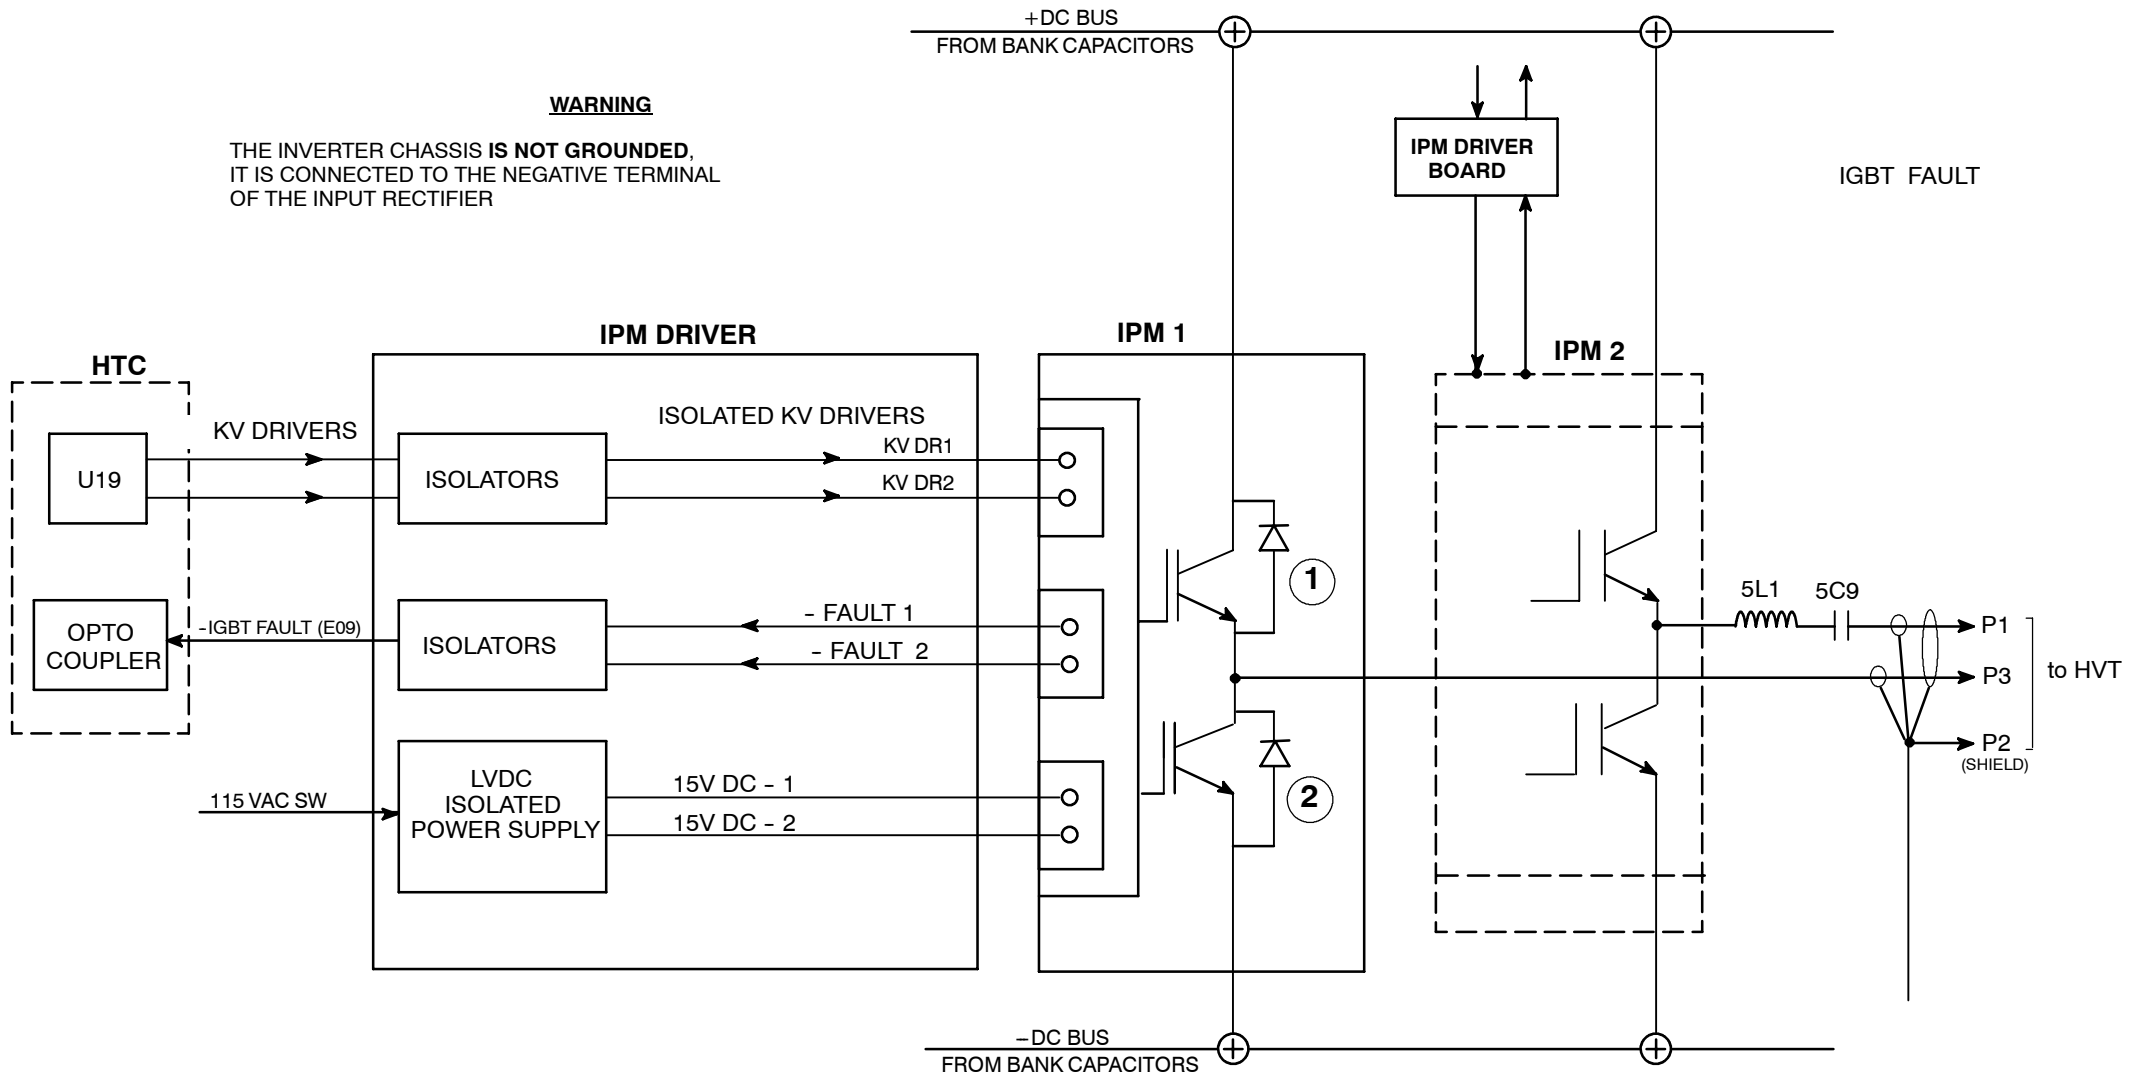 +DC BUS
FROM BANK CAPACITORS
WARNING
THE INVERTER CHASSIS IS NOT GROUNDED,
IT IS CONNECTED TO THE NEGATIVE TERMINAL
OF THE INPUT RECTIFIER
IPM DRIVER
BOARD
IGBT FAULT
HTC
IPM DRIVER
IPM 1
IPM 2
KV DRIVERS
ISOLATED KV DRIVERS
U19
ISOLATORS
KV DR1
KV DR2
1
OPTO
COUPLER
-IGBT FAULT (E09)
ISOLATORS
- FAULT 1
- FAULT 2
5L1
5C9
P1
P3
to HVT
P2
(SHIELD)
115 VAC SW
LVDC
ISOLATED
POWER SUPPLY
15V DC - 1
15V DC - 2
2
-DC BUS
FROM BANK CAPACITORS